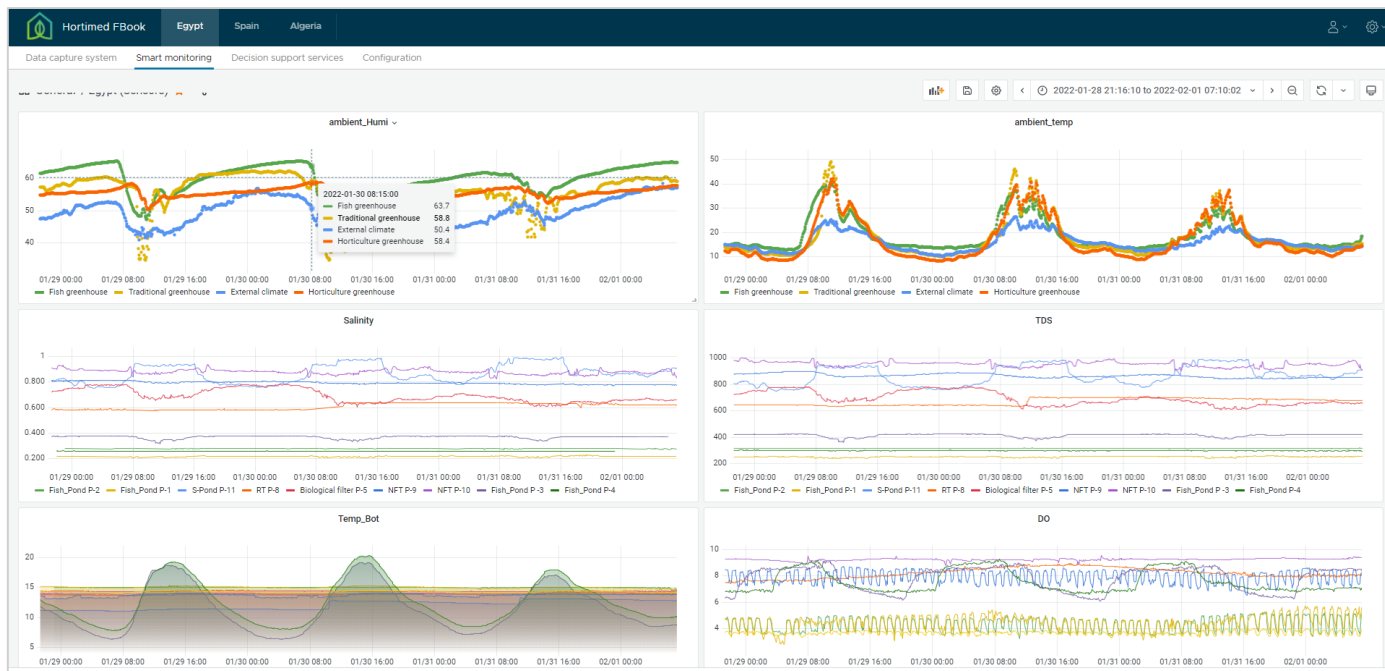 Hortimed FBook Egypt Spain Algeria
Data capture system Smart monitoring Decision support services Configuration
2022-01-28 21:16:10 to 2022-02-01 07:10:02
ambient_Humi
60
50
40
2022-01-30 08:15:00
Fish greenhouse 63.7
Traditional greenhouse 58.8
External climate 50.4
Horticulture greenhouse 58.4
01/29 00:00 01/29 08:00 01/29 16:00 01/30 00:00 01/30 08:00 01/30 16:00 01/31 00:00 01/31 08:00 01/31 16:00 02/01 00:00
Fish greenhouse Traditional greenhouse External climate Horticulture greenhouse
ambient_temp
50
40
30
20
10
01/29 00:00 01/29 08:00 01/29 16:00 01/30 00:00 01/30 08:00 01/30 16:00 01/31 00:00 01/31 08:00 01/31 16:00 02/01 00:00
Fish greenhouse Traditional greenhouse External climate Horticulture greenhouse
Salinity
1
0.800
0.600
0.400
0.200
01/29 00:00 01/29 08:00 01/29 16:00 01/30 00:00 01/30 08:00 01/30 16:00 01/31 00:00 01/31 08:00 01/31 16:00 02/01 00:00
Fish_Pond P-2 Fish_Pond P-1 S-Pond P-11 RT P-8 Biological filter P-5 NFT P-9 NFT P-10 Fish_Pond P -3 Fish_Pond P-4
TDS
1000
800
600
400
200
01/29 00:00 01/29 08:00 01/29 16:00 01/30 00:00 01/30 08:00 01/30 16:00 01/31 00:00 01/31 08:00 01/31 16:00 02/01 00:00
Fish_Pond P-2 Fish_Pond P-1 S-Pond P-11 RT P-8 Biological filter P-5 NFT P-9 NFT P-10 Fish_Pond P -3 Fish_Pond P-4
Temp_Bot
20
15
10
5
01/29 00:00 01/29 08:00 01/29 16:00 01/30 00:00 01/30 08:00 01/30 16:00 01/31 00:00 01/31 08:00 01/31 16:00 02/01 00:00
DO
10
8
6
4
01/29 00:00 01/29 08:00 01/29 16:00 01/30 00:00 01/30 08:00 01/30 16:00 01/31 00:00 01/31 08:00 01/31 16:00 02/01 00:00